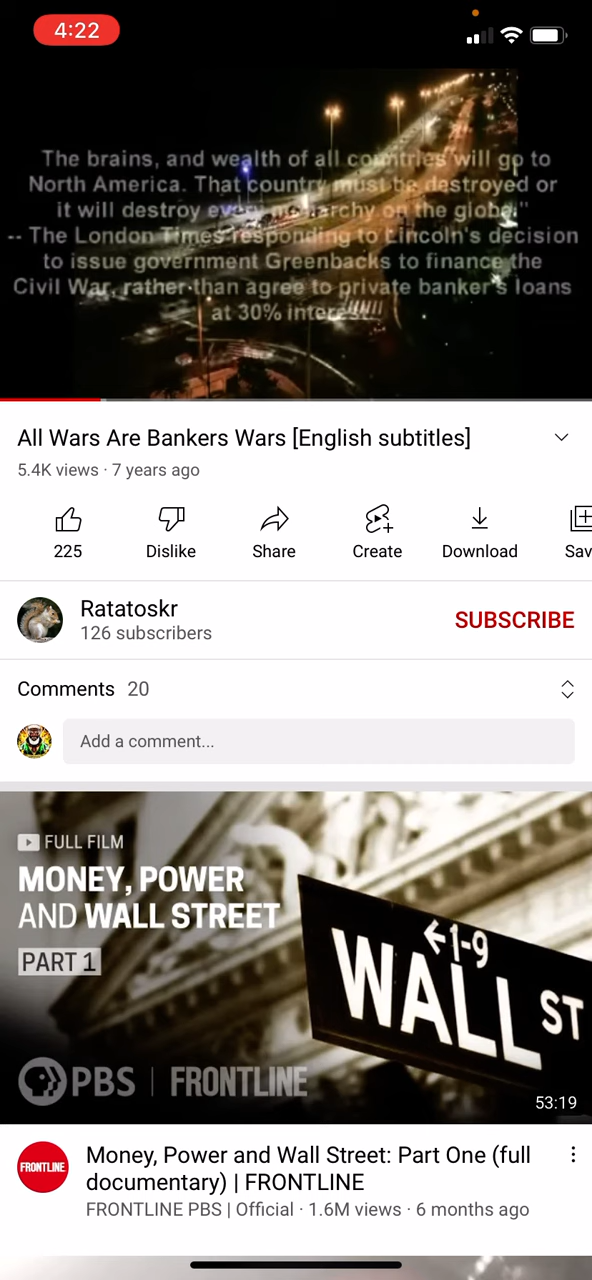 4:22
The brains, and wealth of all countries will go to
North America. That country must be destroyed or
it will destroy every monarchy on the globe."
-- The London Times responding to Lincoln's decision
to issue government Greenbacks to finance the
Civil War, rather than agree to private banker's loans
at 30% interest!!!!!
All Wars Are Bankers Wars [English subtitles]
5.4K views · 7 years ago
225 Dislike Share Create Download Sav
Ratatoskr
126 subscribers
SUBSCRIBE
Comments 20
Add a comment...
FULL FILM
MONEY, POWER
AND WALL STREET
PART 1
←1-9
WALL ST
PBS | FRONTLINE
53:19
FRONTLINE
Money, Power and Wall Street: Part One (full
documentary) | FRONTLINE
FRONTLINE PBS | Official · 1.6M views · 6 months ago